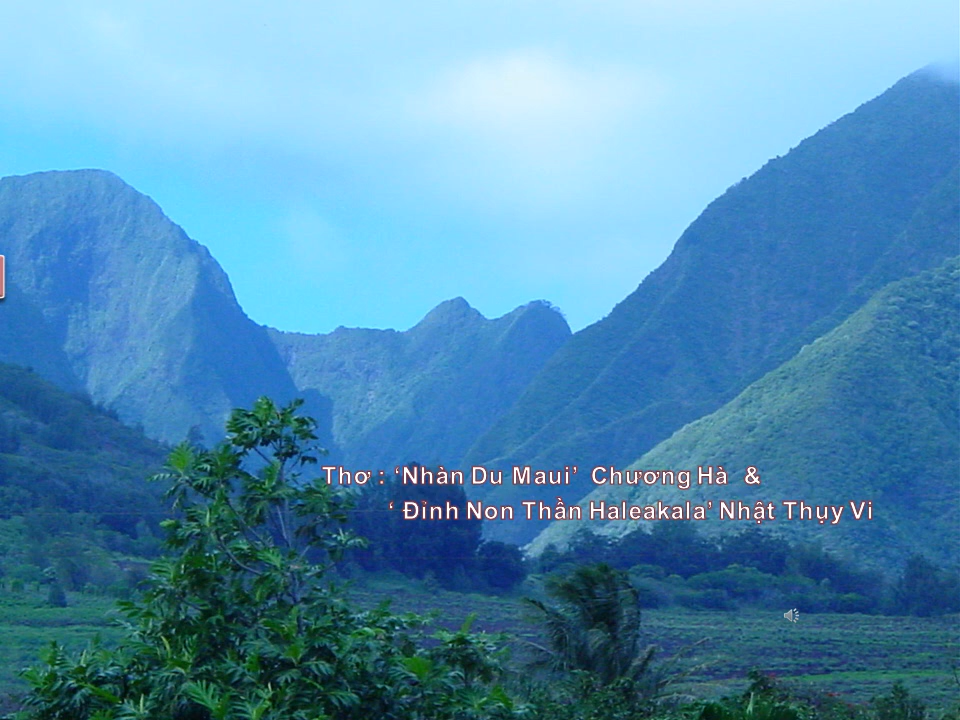 Thơ : ‘Nhàn Du Maui’ Chương Hà &
‘ Đỉnh Non Thần Haleakala’ Nhật Thụy Vi